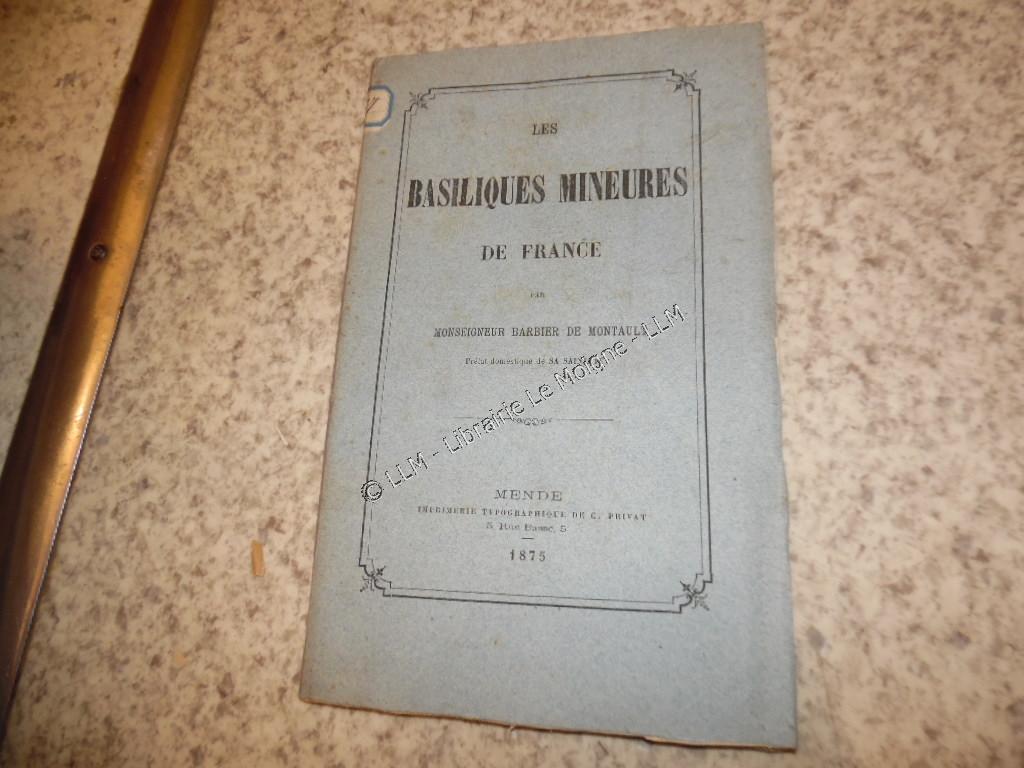 LES
BASILIQUES MINEURES
DE FRANCE
PAR
MONSEIGNEUR BARBIER DE MONTAULT
Prélat domestique de SA
MENDE
IMPRIMERIE TYPOGRAPHIQUE DE C. PRIVAT
5, Rue Basse, 5
1875
© LLM - Librairie Le Moigne - LLM